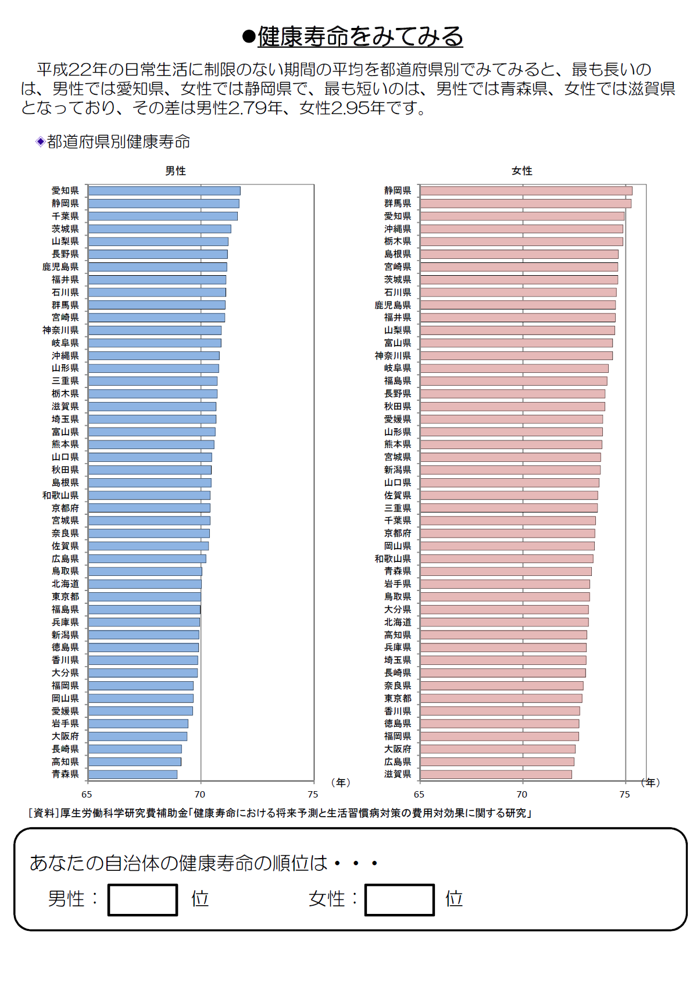 ●健康寿命をみてみる
平成22年の日常生活に制限のない期間の平均を都道府県別でみてみると、最も長いの
は、男性では愛知県、女性では静岡県で、最も短いのは、男性では青森県、女性では滋賀県
となっており、その差は男性2.79年、女性2.95年です。
◈都道府県別健康寿命
男性
愛知県
静岡県
千葉県
茨城県
山梨県
長野県
鹿児島県
福井県
石川県
群馬県
宮崎県
神奈川県
岐阜県
沖縄県
山形県
三重県
栃木県
滋賀県
埼玉県
富山県
熊本県
山口県
秋田県
島根県
和歌山県
京都府
宮城県
奈良県
佐賀県
広島県
鳥取県
北海道
東京都
福島県
兵庫県
新潟県
徳島県
香川県
大分県
福岡県
岡山県
愛媛県
岩手県
大阪府
長崎県
高知県
青森県
65 70 75
（年）
女性
静岡県
群馬県
愛知県
沖縄県
栃木県
島根県
宮崎県
茨城県
石川県
鹿児島県
福井県
山梨県
富山県
神奈川県
岐阜県
福島県
長野県
秋田県
愛媛県
山形県
熊本県
宮城県
新潟県
山口県
佐賀県
三重県
千葉県
京都府
岡山県
和歌山県
青森県
岩手県
鳥取県
大分県
北海道
高知県
兵庫県
埼玉県
長崎県
奈良県
東京都
香川県
徳島県
福岡県
大阪府
広島県
滋賀県
65 70 75
（年）
［資料］厚生労働科学研究費補助金「健康寿命における将来予測と生活習慣病対策の費用対効果に関する研究」
あなたの自治体の健康寿命の順位は・・・
男性： 位 女性： 位